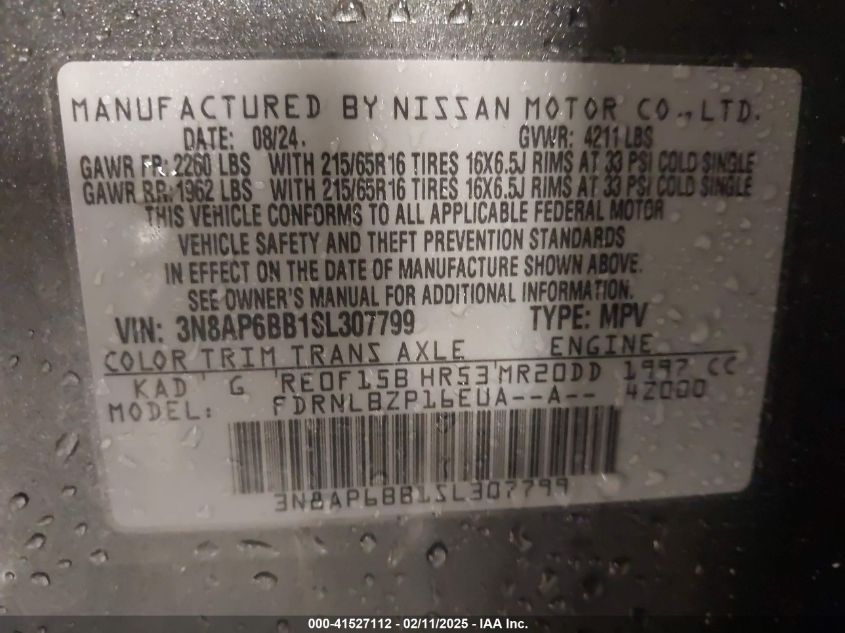 MANUFACTURED BY NISSAN MOTOR CO., LTD.
DATE: 08/24. GVWR: 4211 LBS
GAWR FR: 2260 LBS WITH 215/65R16 TIRES 16X6.5J RIMS AT 33 PSI COLD SINGLE
GAWR RR: 1962 LBS WITH 215/65R16 TIRES 16X6.5J RIMS AT 33 PSI COLD SINGLE
THIS VEHICLE CONFORMS TO ALL APPLICABLE FEDERAL MOTOR
VEHICLE SAFETY AND THEFT PREVENTION STANDARDS
IN EFFECT ON THE DATE OF MANUFACTURE SHOWN ABOVE.
SEE OWNER'S MANUAL FOR ADDITIONAL INFORMATION.
VIN: 3N8AP6BB1SL307799 TYPE: MPV
COLOR TRIM TRANS AXLE ENGINE
KAD G RE0F15B HR53 MR20DD 1997 CC
MODEL: FDRNLBZP16EUA--A-- 4Z000
3N8AP6BB1SL307799
000-41527112 - 02/11/2025 - IAAI Inc.